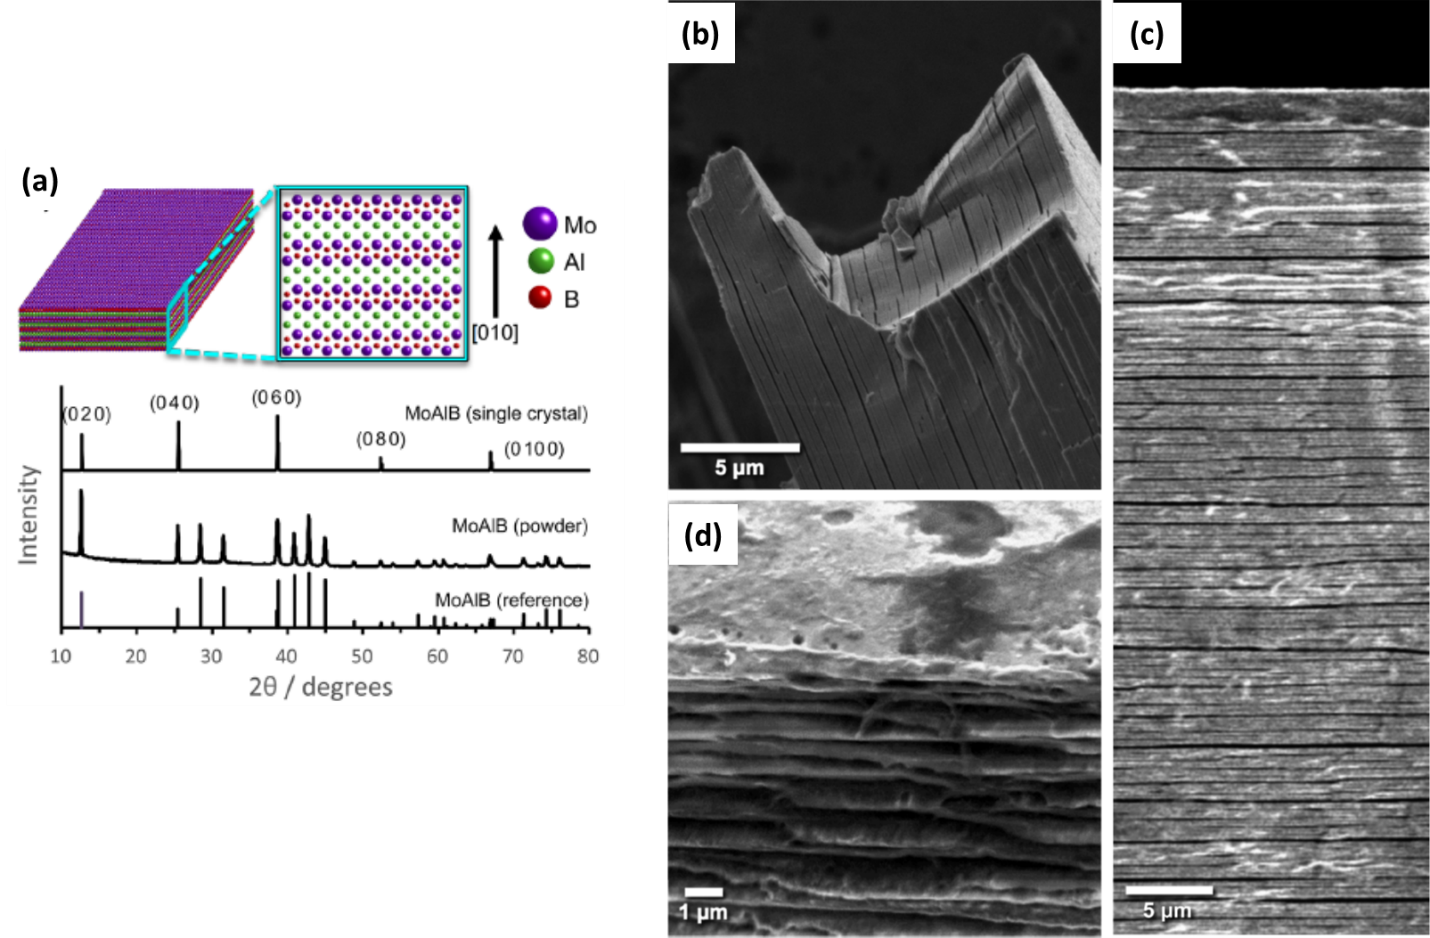 (a)
Mo
Al
B
[010]
(020)
(040)
(060)
(080)
(0100)
MoAlB (single crystal)
MoAlB (powder)
MoAlB (reference)
Intensity
10 20 30 40 50 60 70 80
2θ / degrees
(b)
5 µm
(c)
5 µm
(d)
1 µm